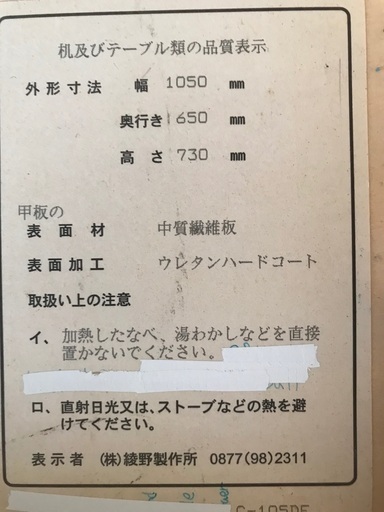 机及びテーブル類の品質表示
外形寸法 幅 1050 mm
奥行き 650 mm
高さ 730 mm
甲板の
表面材 中質繊維板
表面加工 ウレタンハードコート
取扱い上の注意
イ、加熱したなべ、湯わかしなどを直接
置かないでください。
ロ、直射日光又は、ストーブなどの熱を避
けてください。
表示者 (株)綾野製作所 0877(98)2311